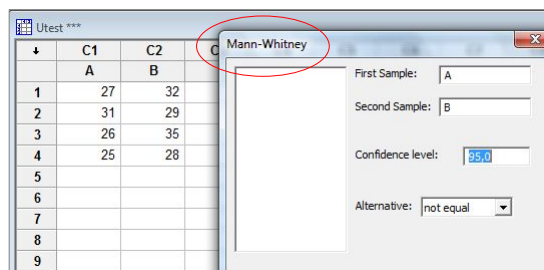 Utest ***
C1 C2 C
A B
1 27 32
2 31 29
3 26 35
4 25 28
5
6
7
8
9
Mann-Whitney
First Sample: A
Second Sample: B
Confidence level: 95,0
Alternative: not equal